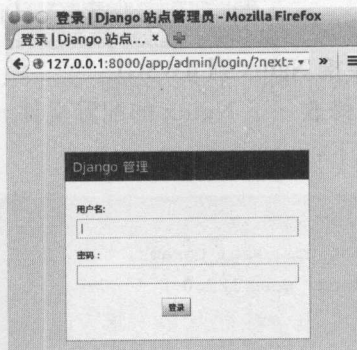 登录 | Django 站点管理员 - Mozilla Firefox
登录 | Django 站点… ×
127.0.0.1:8000/app/admin/login/?next=
Django 管理
用户名:
密码：
登录